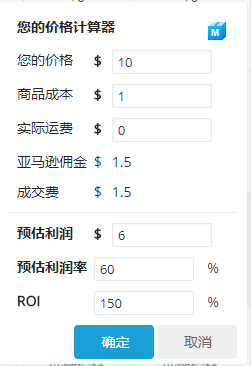 您的价格计算器
M
您的价格 $ 10
商品成本 $ 1
实际运费 $ 0
亚马逊佣金 $ 1.5
成交费 $ 1.5
预估利润 $ 6
预估利润率 60 %
ROI 150 %
确定 取消